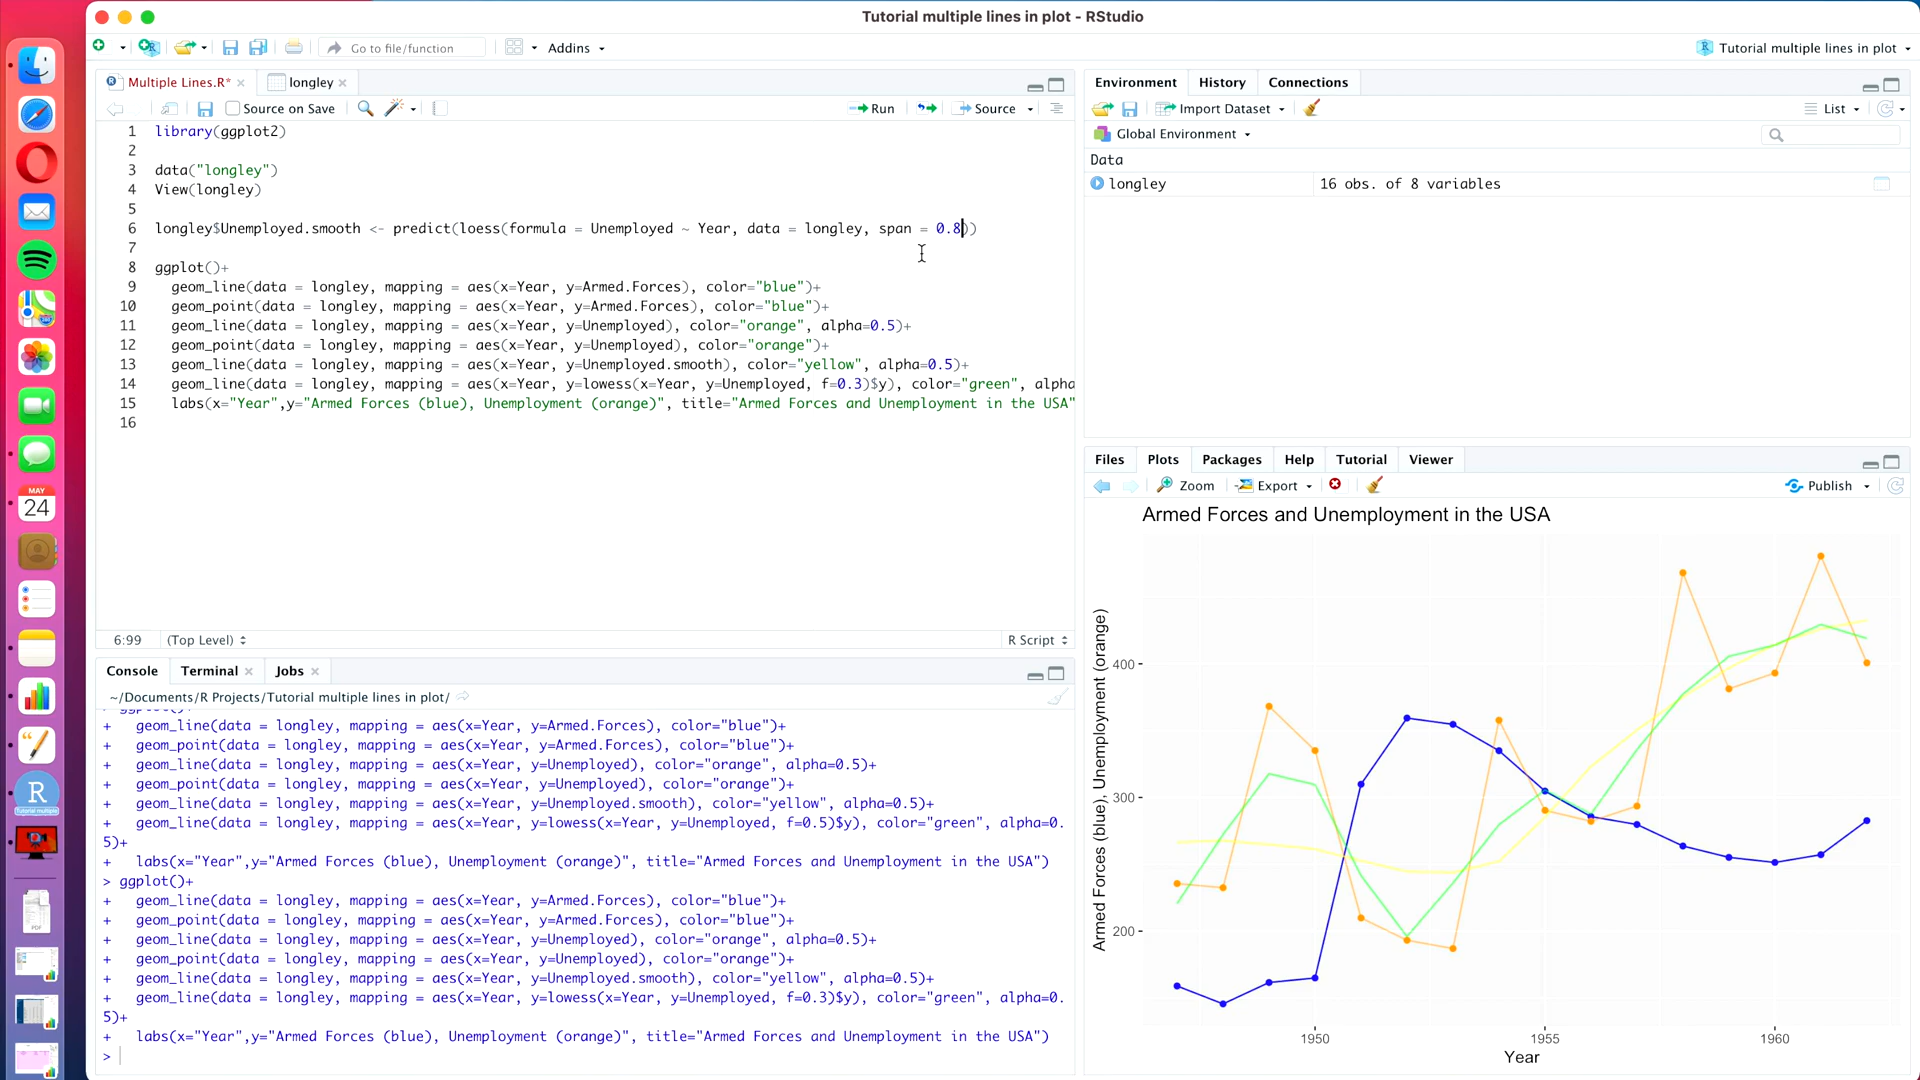 Tutorial multiple lines in plot - RStudio
Go to file/function
Addins
Tutorial multiple lines in plot
Multiple Lines.R*
longley
Source on Save
Run
Source
1 library(ggplot2)
2
3 data("longley")
4 View(longley)
5
6 longley$Unemployed.smooth <- predict(loess(formula = Unemployed ~ Year, data = longley, span = 0.8))
7
8 ggplot()+
9 geom_line(data = longley, mapping = aes(x=Year, y=Armed.Forces), color="blue")+
10 geom_point(data = longley, mapping = aes(x=Year, y=Armed.Forces), color="blue")+
11 geom_line(data = longley, mapping = aes(x=Year, y=Unemployed), color="orange", alpha=0.5)+
12 geom_point(data = longley, mapping = aes(x=Year, y=Unemployed), color="orange")+
13 geom_line(data = longley, mapping = aes(x=Year, y=Unemployed.smooth), color="yellow", alpha=0.5)+
14 geom_line(data = longley, mapping = aes(x=Year, y=lowess(x=Year, y=Unemployed, f=0.3)$y), color="green", alpha
15 labs(x="Year",y="Armed Forces (blue), Unemployment (orange)", title="Armed Forces and Unemployment in the USA"
16
6:99
(Top Level)
R Script
Console
Terminal
Jobs
~/Documents/R Projects/Tutorial multiple lines in plot/
> ggplot()+
+ geom_line(data = longley, mapping = aes(x=Year, y=Armed.Forces), color="blue")+
+ geom_point(data = longley, mapping = aes(x=Year, y=Armed.Forces), color="blue")+
+ geom_line(data = longley, mapping = aes(x=Year, y=Unemployed), color="orange", alpha=0.5)+
+ geom_point(data = longley, mapping = aes(x=Year, y=Unemployed), color="orange")+
+ geom_line(data = longley, mapping = aes(x=Year, y=Unemployed.smooth), color="yellow", alpha=0.5)+
+ geom_line(data = longley, mapping = aes(x=Year, y=lowess(x=Year, y=Unemployed, f=0.5)$y), color="green", alpha=0.
5)+
+ labs(x="Year",y="Armed Forces (blue), Unemployment (orange)", title="Armed Forces and Unemployment in the USA")
> ggplot()+
+ geom_line(data = longley, mapping = aes(x=Year, y=Armed.Forces), color="blue")+
+ geom_point(data = longley, mapping = aes(x=Year, y=Armed.Forces), color="blue")+
+ geom_line(data = longley, mapping = aes(x=Year, y=Unemployed), color="orange", alpha=0.5)+
+ geom_point(data = longley, mapping = aes(x=Year, y=Unemployed), color="orange")+
+ geom_line(data = longley, mapping = aes(x=Year, y=Unemployed.smooth), color="yellow", alpha=0.5)+
+ geom_line(data = longley, mapping = aes(x=Year, y=lowess(x=Year, y=Unemployed, f=0.3)$y), color="green", alpha=0.
5)+
+ labs(x="Year",y="Armed Forces (blue), Unemployment (orange)", title="Armed Forces and Unemployment in the USA")
>
Environment
History
Connections
Import Dataset
List
Global Environment
Data
longley
16 obs. of 8 variables
Files
Plots
Packages
Help
Tutorial
Viewer
Zoom
Export
Publish
Armed Forces and Unemployment in the USA
Armed Forces (blue), Unemployment (orange)
400
300
200
1950
1955
1960
Year
MAY
24
R
Tutorial multiple
PDF